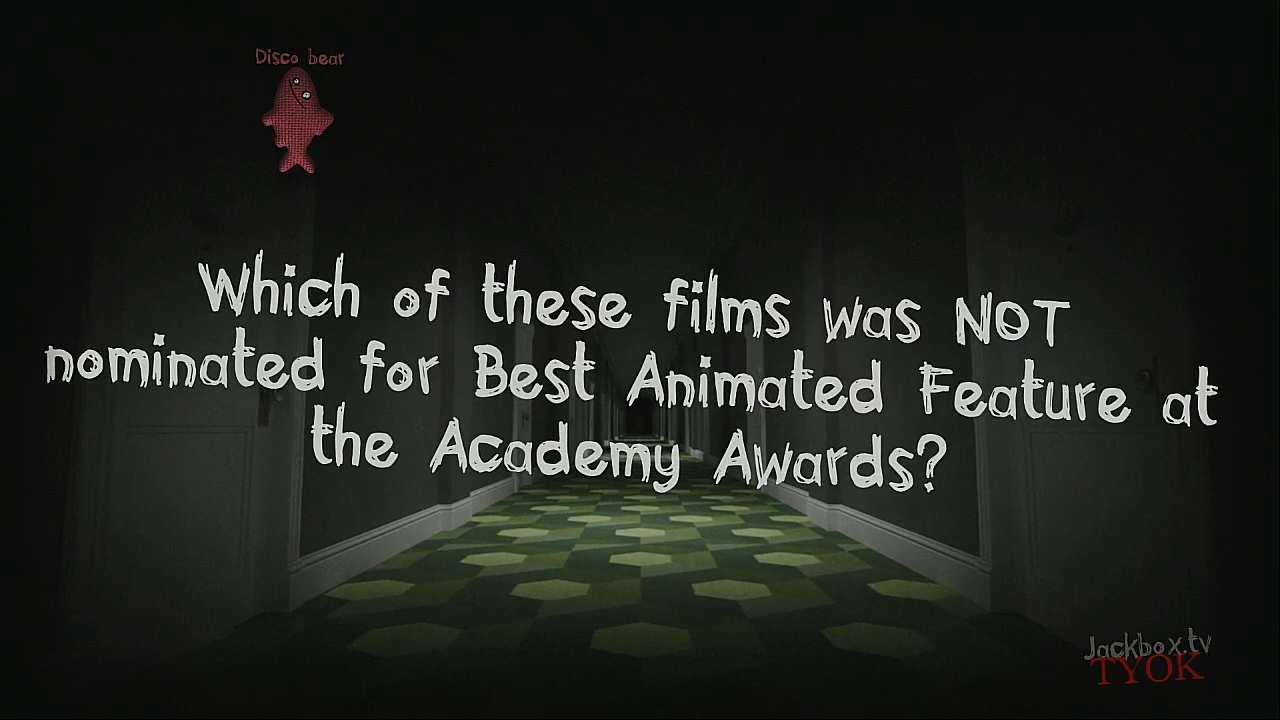 Disco bear
Which of these films was NOT
nominated for Best Animated Feature at
the Academy Awards?
Jackbox.tv
TYOK